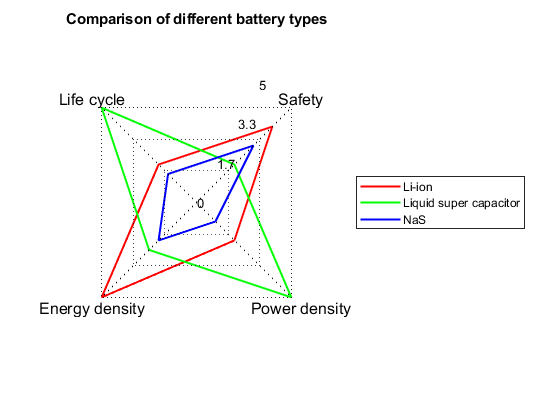 Comparison of different battery types
5
Life cycle
Safety
3.3
1.7
0
Li-ion
Liquid super capacitor
NaS
Energy density
Power density